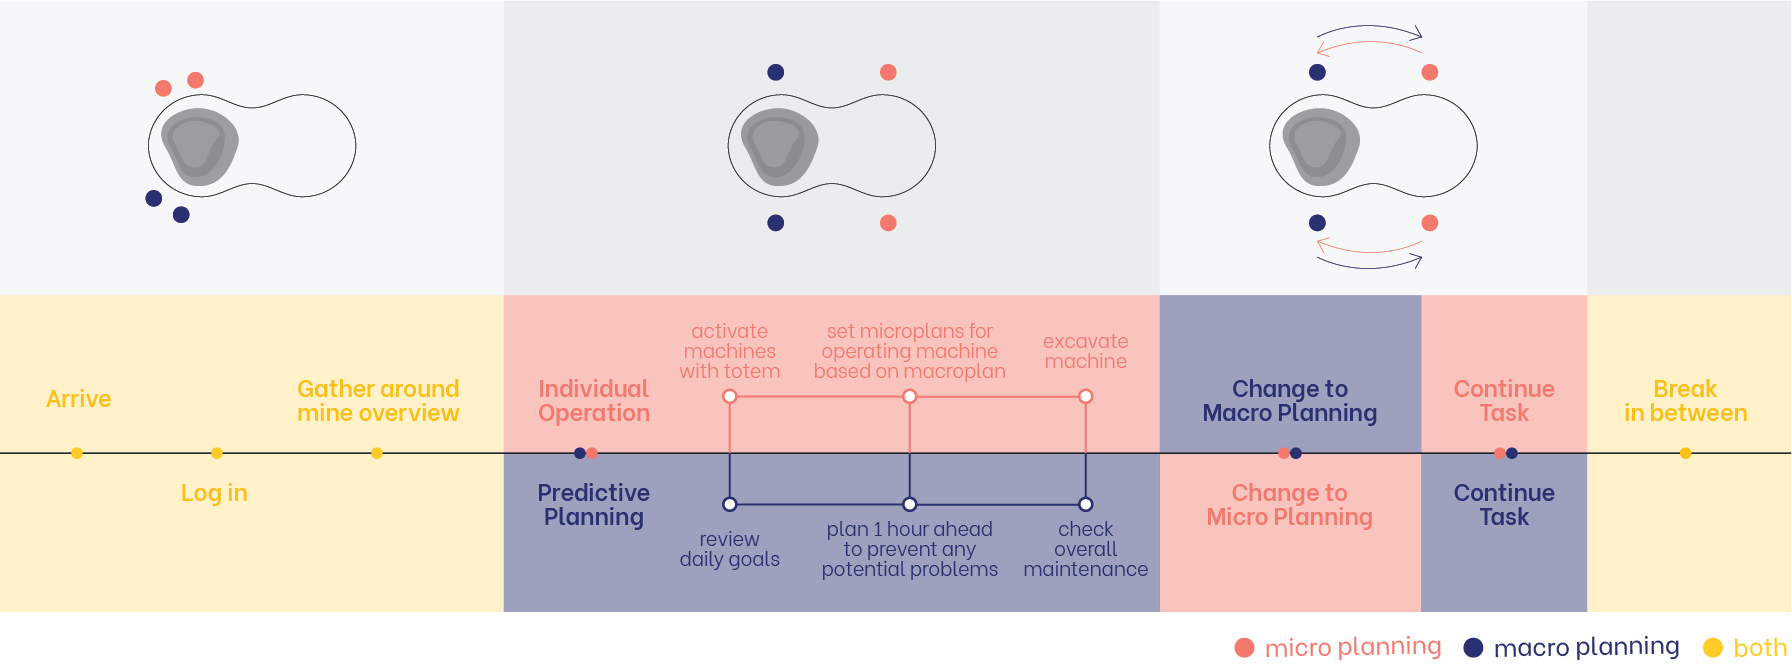 Arrive
Log in
Gather around
mine overview
Individual
Operation
activate
machines
with totem
set microplans for
operating machine
based on macroplan
excavate
machine
Predictive
Planning
review
daily goals
plan 1 hour ahead
to prevent any
potential problems
check
overall
maintenance
Change to
Macro Planning
Change to
Micro Planning
Continue
Task
Continue
Task
Break
in between
micro planning
macro planning
both